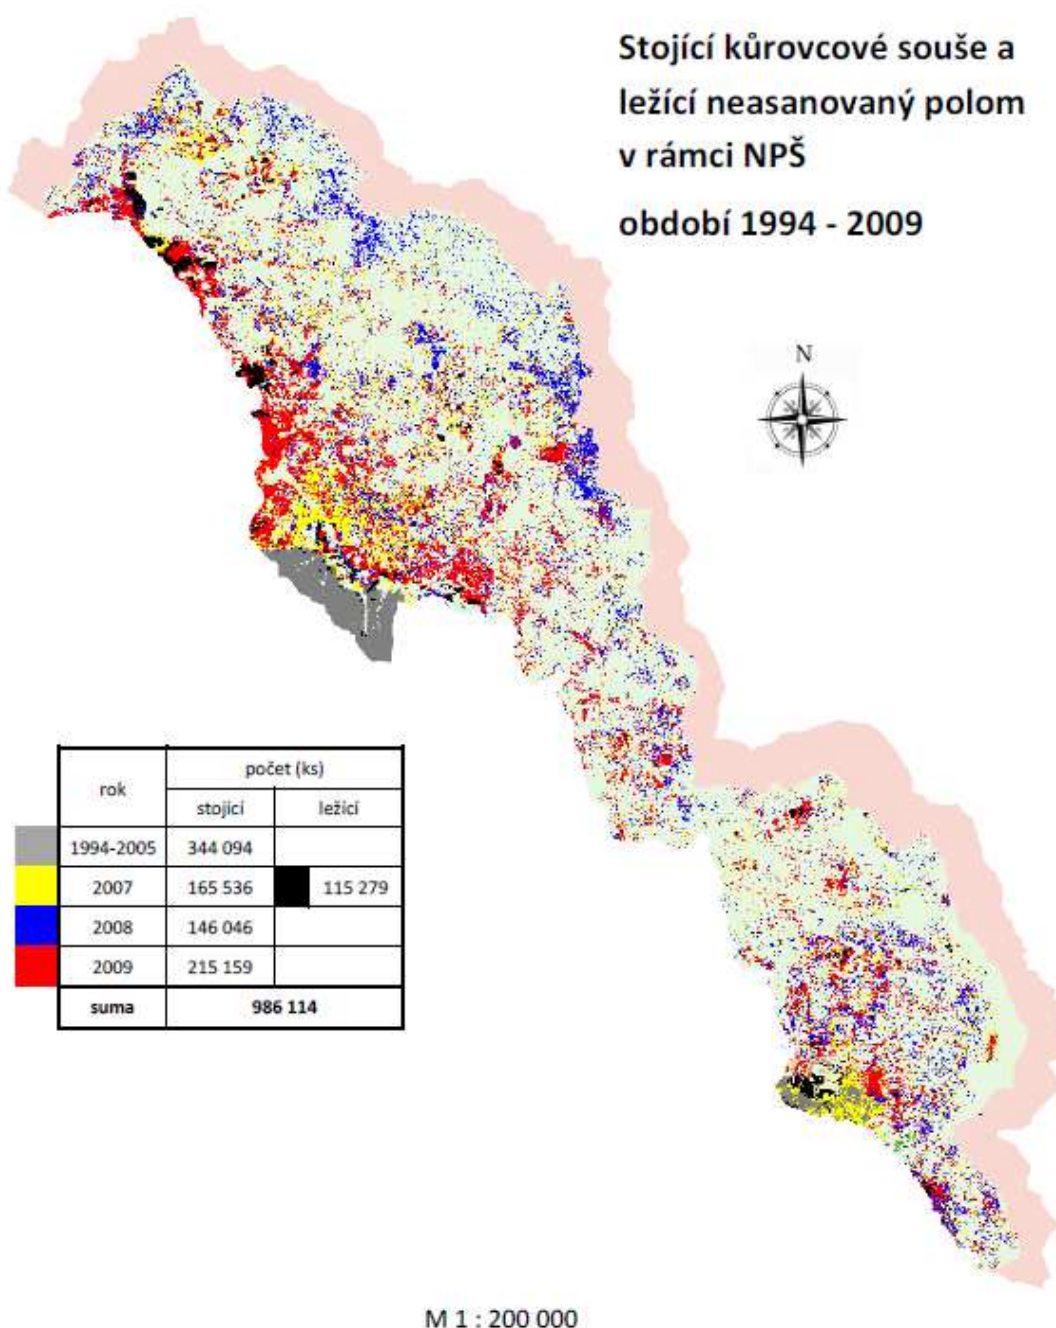 Stojící kůrovcové souše a
ležící neasanovaný polom
v rámci NPŠ
období 1994 - 2009
N
rok
počet (ks)
stojící ležící
1994-2005 344 094
2007 165 536 115 279
2008 146 046
2009 215 159
suma 986 114
M 1 : 200 000